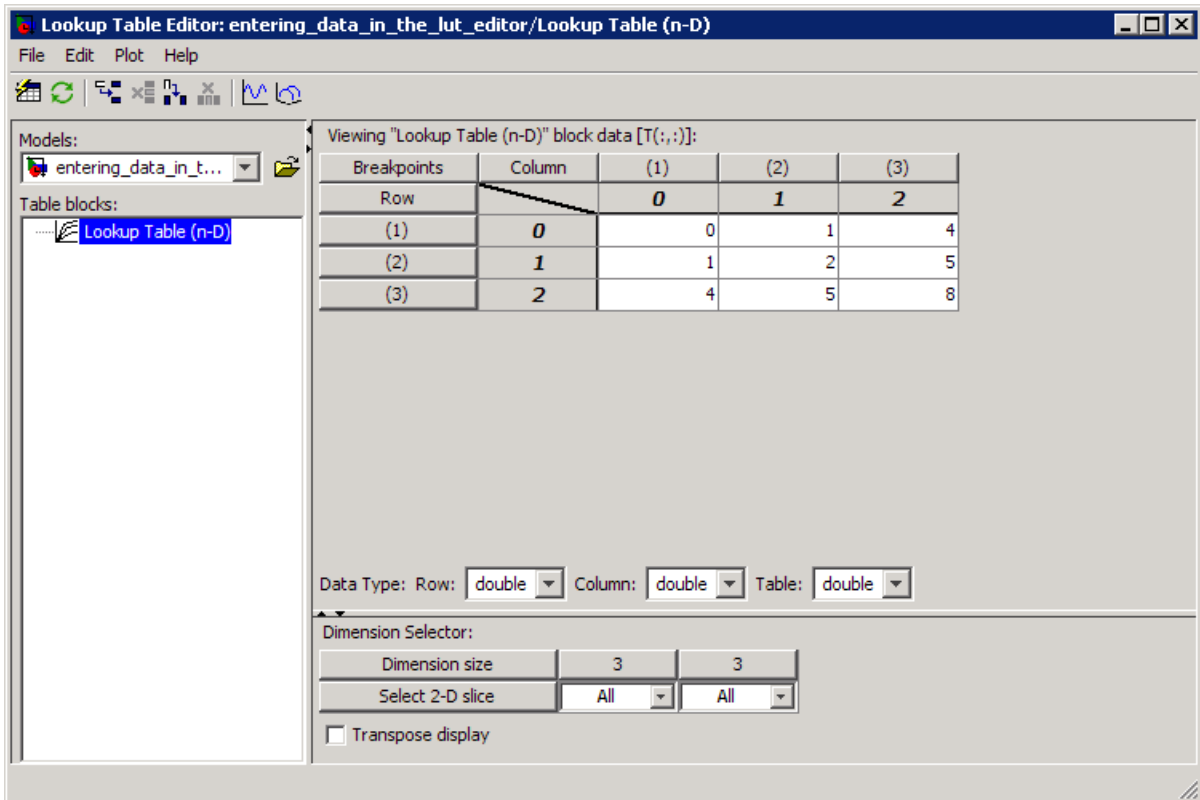 Lookup Table Editor: entering_data_in_the_lut_editor/Lookup Table (n-D)
File Edit Plot Help
Models:
entering_data_in_t...
Table blocks:
Lookup Table (n-D)
Viewing "Lookup Table (n-D)" block data [T(:,:)]:
Breakpoints Column (1) (2) (3)
Row 0 1 2
(1) 0 0 1 4
(2) 1 1 2 5
(3) 2 4 5 8
Data Type: Row: double Column: double Table: double
Dimension Selector:
Dimension size 3 3
Select 2-D slice All All
Transpose display